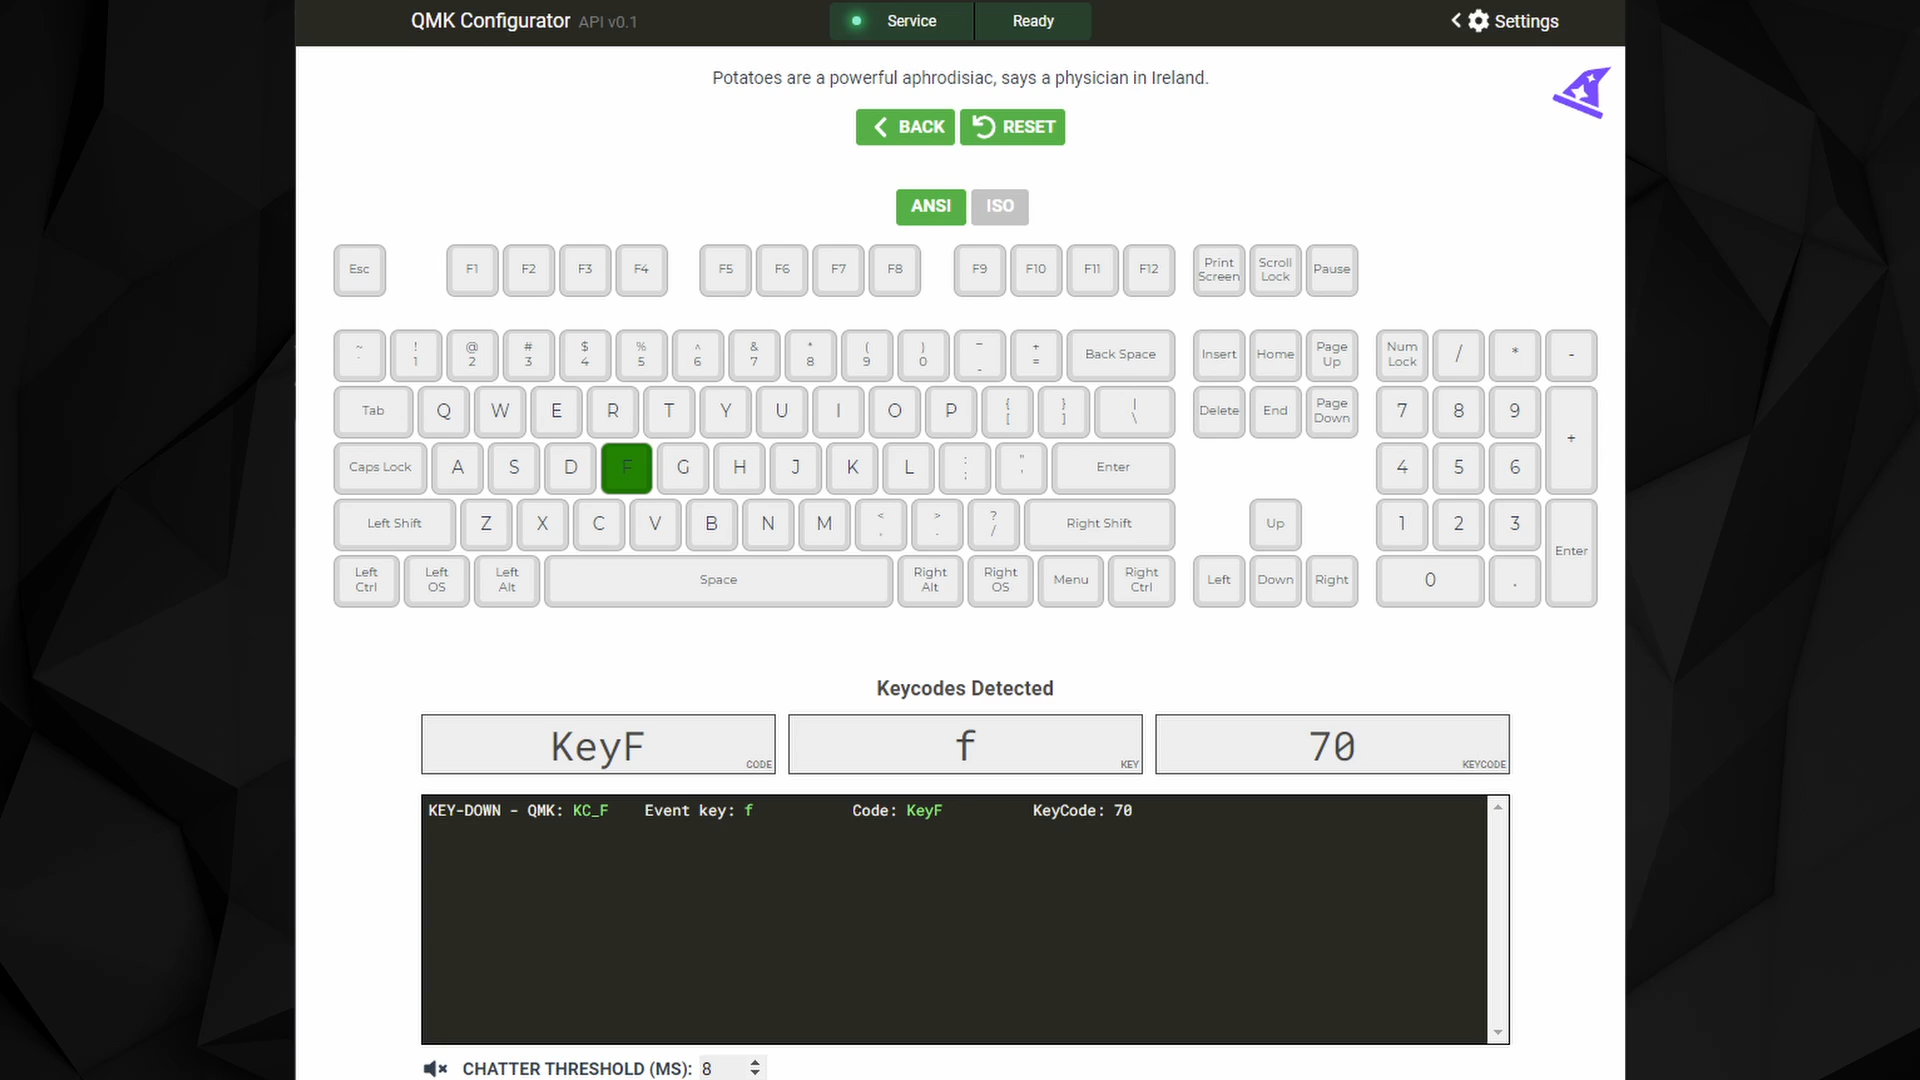 QMK Configurator API v0.1
Service
Ready
Settings
Potatoes are a powerful aphrodisiac, says a physician in Ireland.
BACK RESET
ANSI ISO
Esc F1 F2 F3 F4 F5 F6 F7 F8 F9 F10 F11 F12 Print Screen Scroll Lock Pause
~ ` ! 1 @ 2 # 3 $ 4 % 5 ^ 6 & 7 * 8 ( 9 ) 0 _ - + = Back Space Insert Home Page Up Num Lock / * -
Tab Q W E R T Y U I O P { [ } ] | \ Delete End Page Down 7 8 9 +
Caps Lock A S D F G H J K L : ; " ' Enter 4 5 6
Left Shift Z X C V B N M < , > . ? / Right Shift Up 1 2 3 Enter
Left Ctrl Left OS Left Alt Space Right Alt Right OS Menu Right Ctrl Left Down Right 0 .
Keycodes Detected
KeyF CODE
f KEY
70 KEYCODE
KEY-DOWN - QMK: KC_F Event key: f Code: KeyF KeyCode: 70
CHATTER THRESHOLD (MS): 8